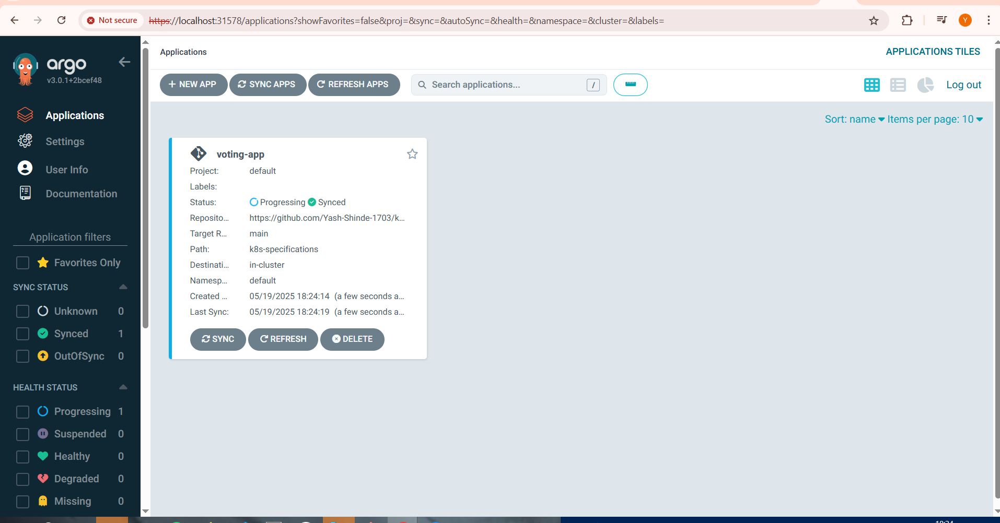 Not secure
https://localhost:31578/applications?showFavorites=false&proj=&sync=&autoSync=&health=&namespace=&cluster=&labels=
Y
argo
v3.0.1+2bcef48
Applications
Settings
User Info
Documentation
Application filters
Favorites Only
SYNC STATUS
Unknown 0
Synced 1
OutOfSync 0
HEALTH STATUS
Progressing 1
Suspended 0
Healthy 0
Degraded 0
Missing 0
Applications
APPLICATIONS TILES
+ NEW APP
SYNC APPS
REFRESH APPS
Search applications...
/
Log out
Sort: name Items per page: 10
voting-app
Project: default
Labels:
Status: Progressing Synced
Reposito... https://github.com/Yash-Shinde-1703/k...
Target R... main
Path: k8s-specifications
Destinati... in-cluster
Namesp... default
Created ... 05/19/2025 18:24:14 (a few seconds a...
Last Sync: 05/19/2025 18:24:19 (a few seconds a...
SYNC
REFRESH
DELETE